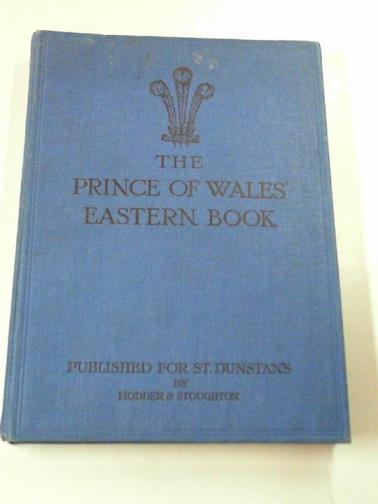 THE
PRINCE OF WALES'
EASTERN BOOK
PUBLISHED FOR ST. DUNSTAN'S
BY
HODDER & STOUGHTON